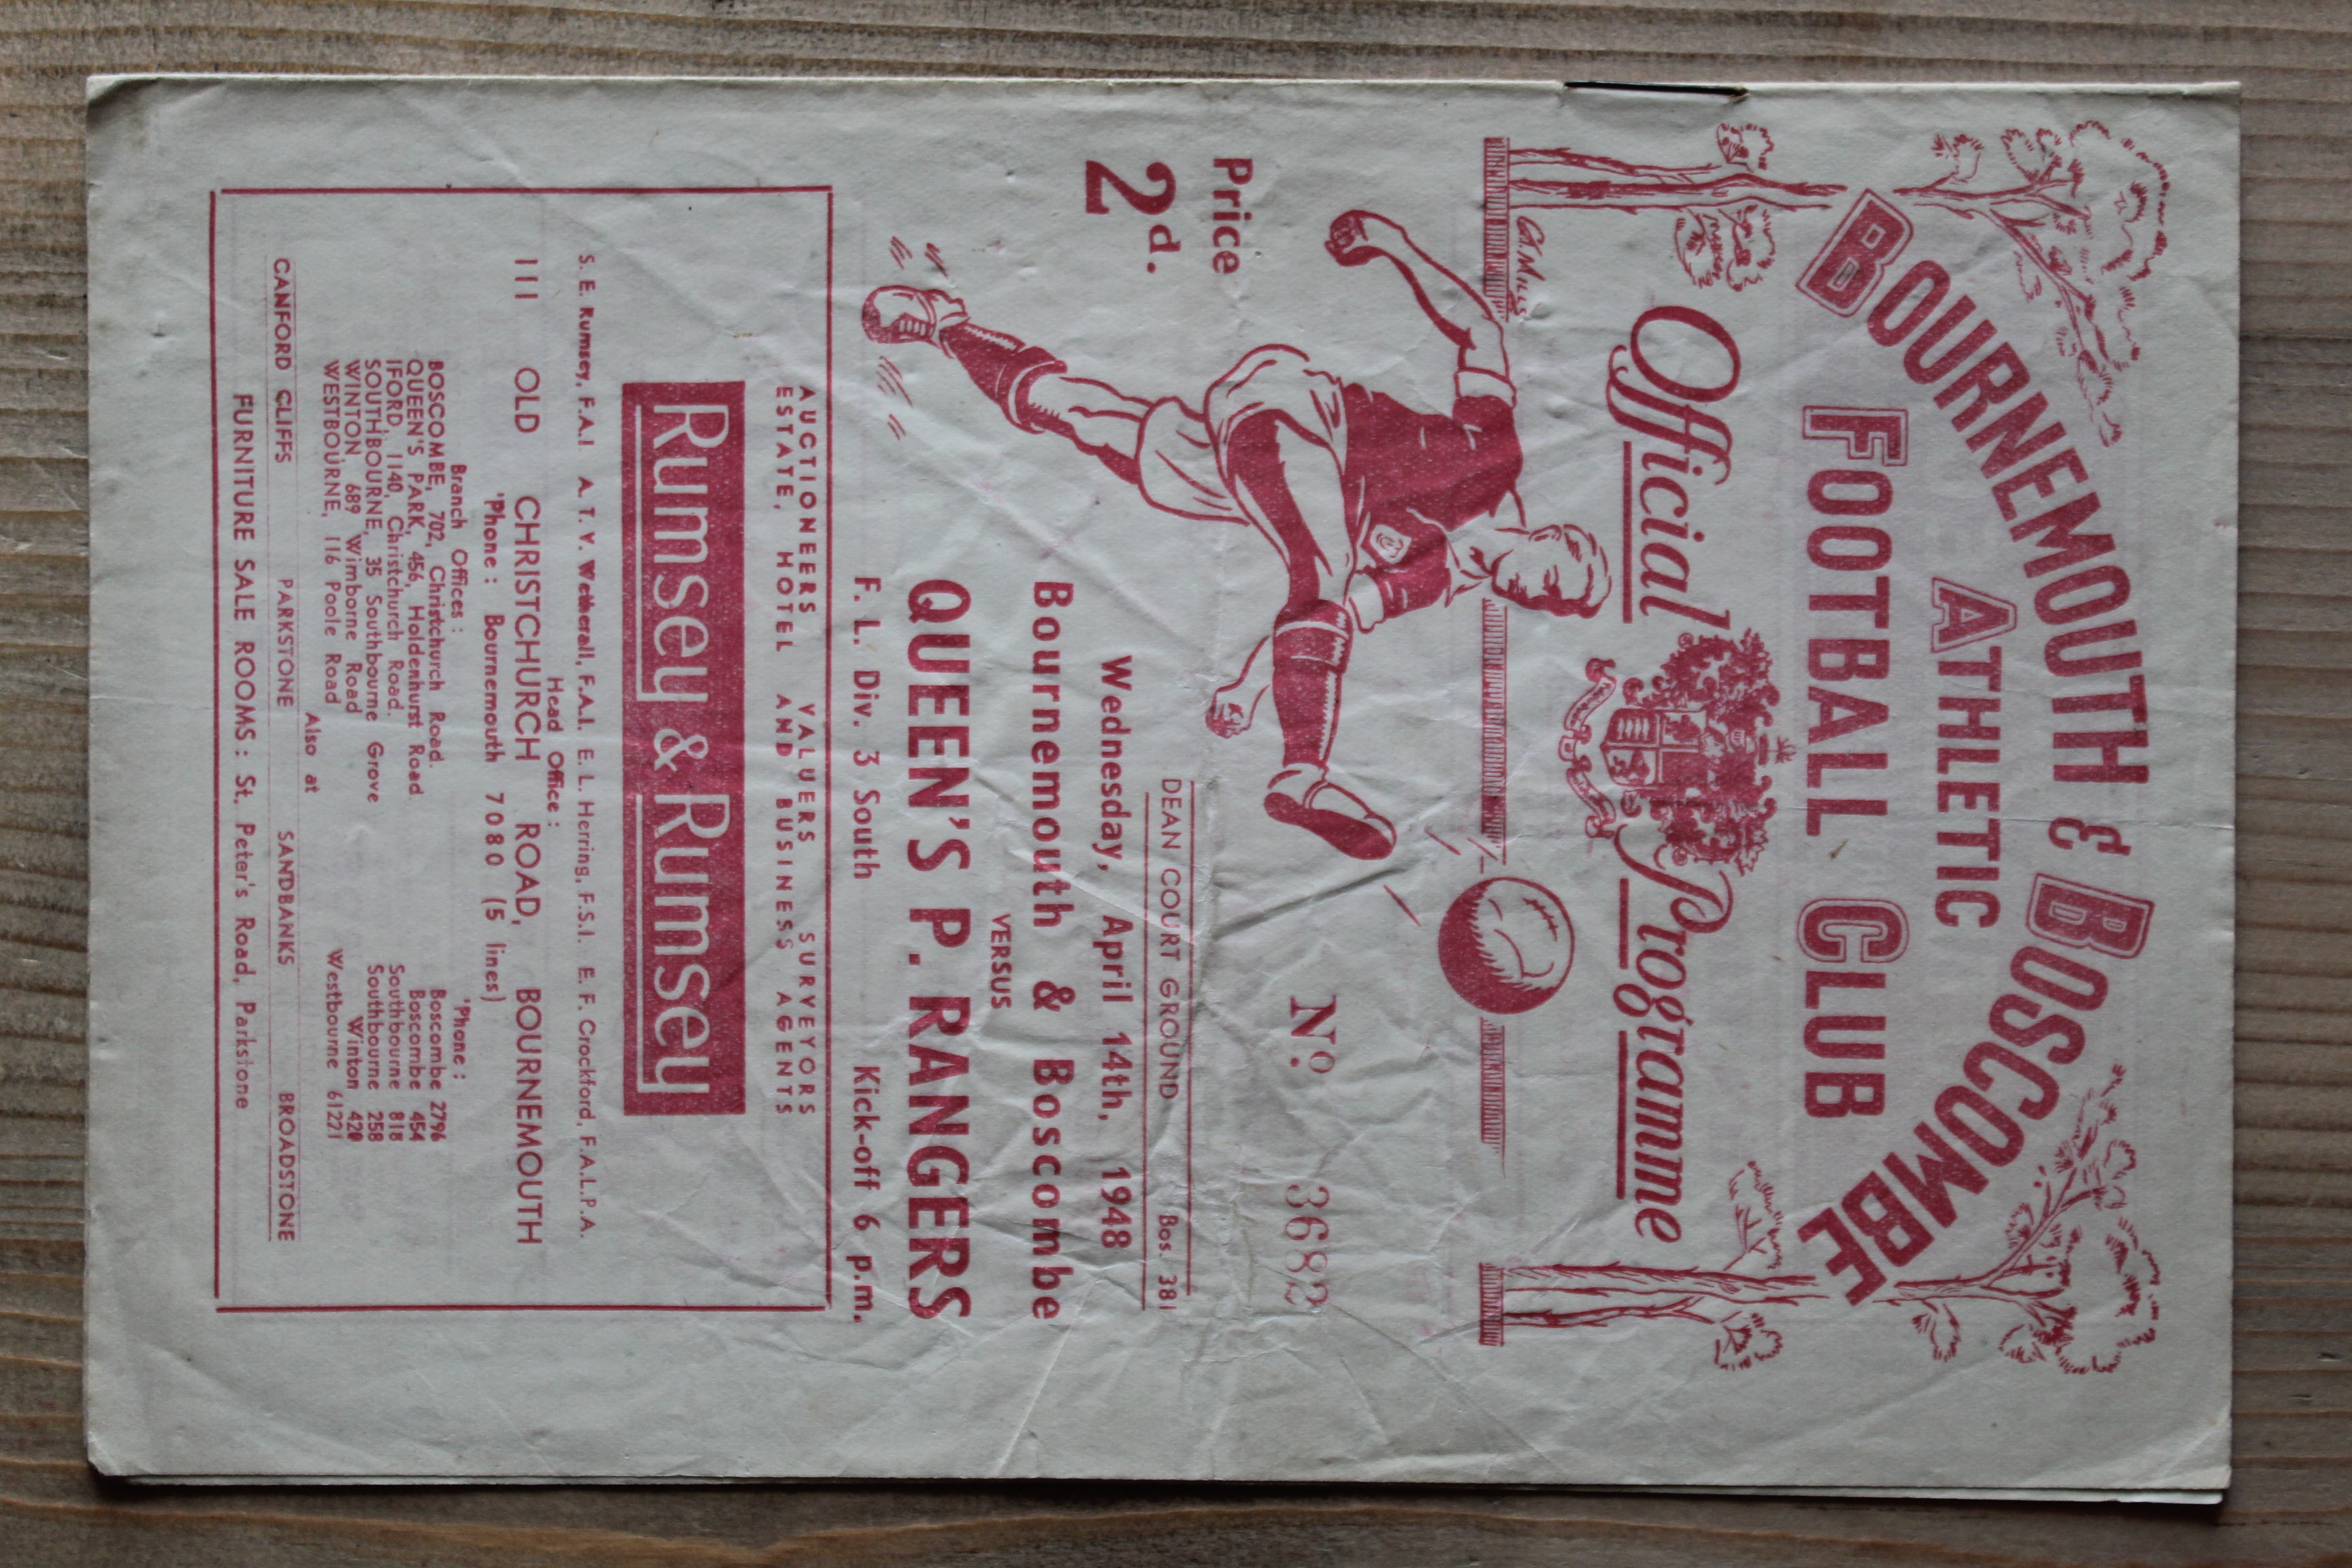 BOURNEMOUTH & BOSCOMBE
ATHLETIC
FOOTBALL CLUB
Official Programme
Price
2d.
Nº 3682
DEAN COURT GROUND Bos. 381
Wednesday, April 14th, 1948
Bournemouth & Boscombe
VERSUS
QUEEN'S P. RANGERS
F. L. Div. 3 South Kick-off 6 p.m.
AUCTIONEERS VALUERS SURVEYORS
ESTATE, HOTEL AND BUSINESS AGENTS
Rumsey & Rumsey
S. E. Rumsey, F.A.I A. T. V. Wetherall, F.A.I. E. L. Herring, F.S.I. E. F. Crockford, F.A.L.P.A.
Head Office :
111 OLD CHRISTCHURCH ROAD, BOURNEMOUTH
'Phone : Bournemouth 7080 (5 lines)
Branch Offices : 'Phone :
BOSCOMBE, 702, Christchurch Road. Boscombe 2796
QUEEN'S PARK, 456, Holdenhurst Road Boscombe 454
IFORD, 1140, Christchurch Road. Southbourne 818
SOUTHBOURNE, 35 Southbourne Grove Southbourne 258
WINTON 689 Wimborne Road Winton 420
WESTBOURNE, 116 Poole Road Westbourne 61221
Also at
CANFORD CLIFFS PARKSTONE SANDBANKS BROADSTONE
FURNITURE SALE ROOMS : St. Peter's Road, Parkstone